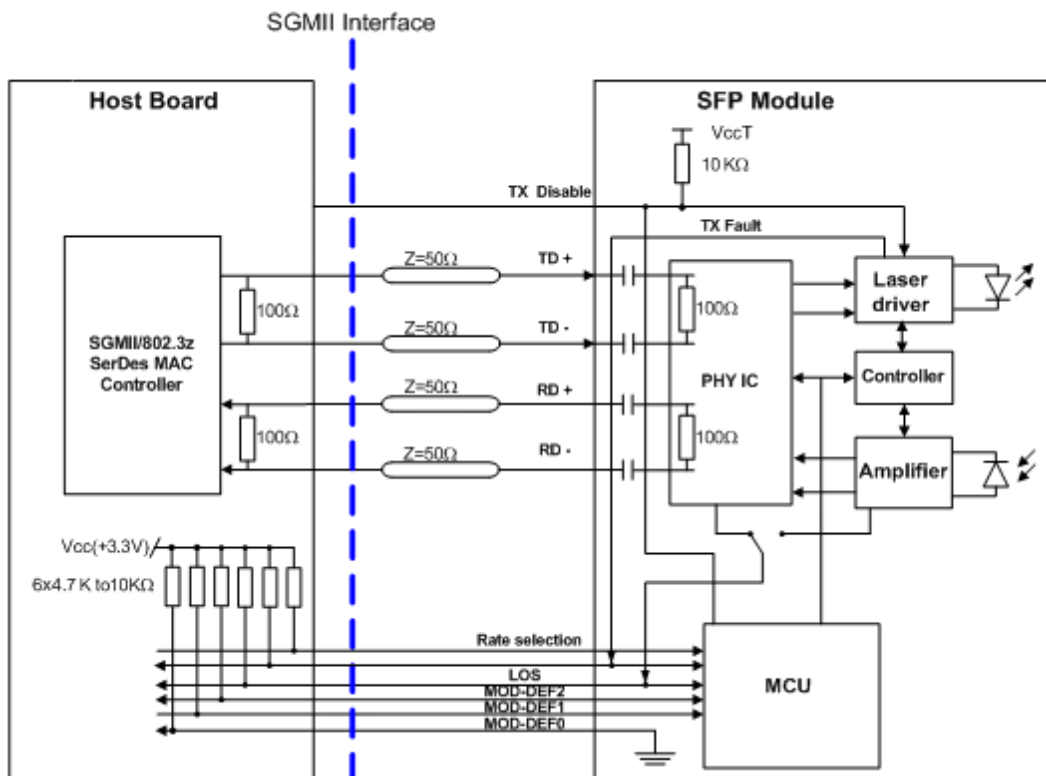 SGMII Interface
Host Board
SFP Module
VccT
10 KΩ
TX Disable
TX Fault
Z=50Ω
TD +
Laser
driver
100Ω
100Ω
SGMII/802.3z
SerDes MAC
Controller
Z=50Ω
TD -
PHY IC
Controller
Z=50Ω
RD +
100Ω
100Ω
Z=50Ω
RD -
Amplifier
Vcc(+3.3V)
6x4.7 K to10KΩ
Rate selection
LOS
MOD-DEF2
MOD-DEF1
MOD-DEF0
MCU